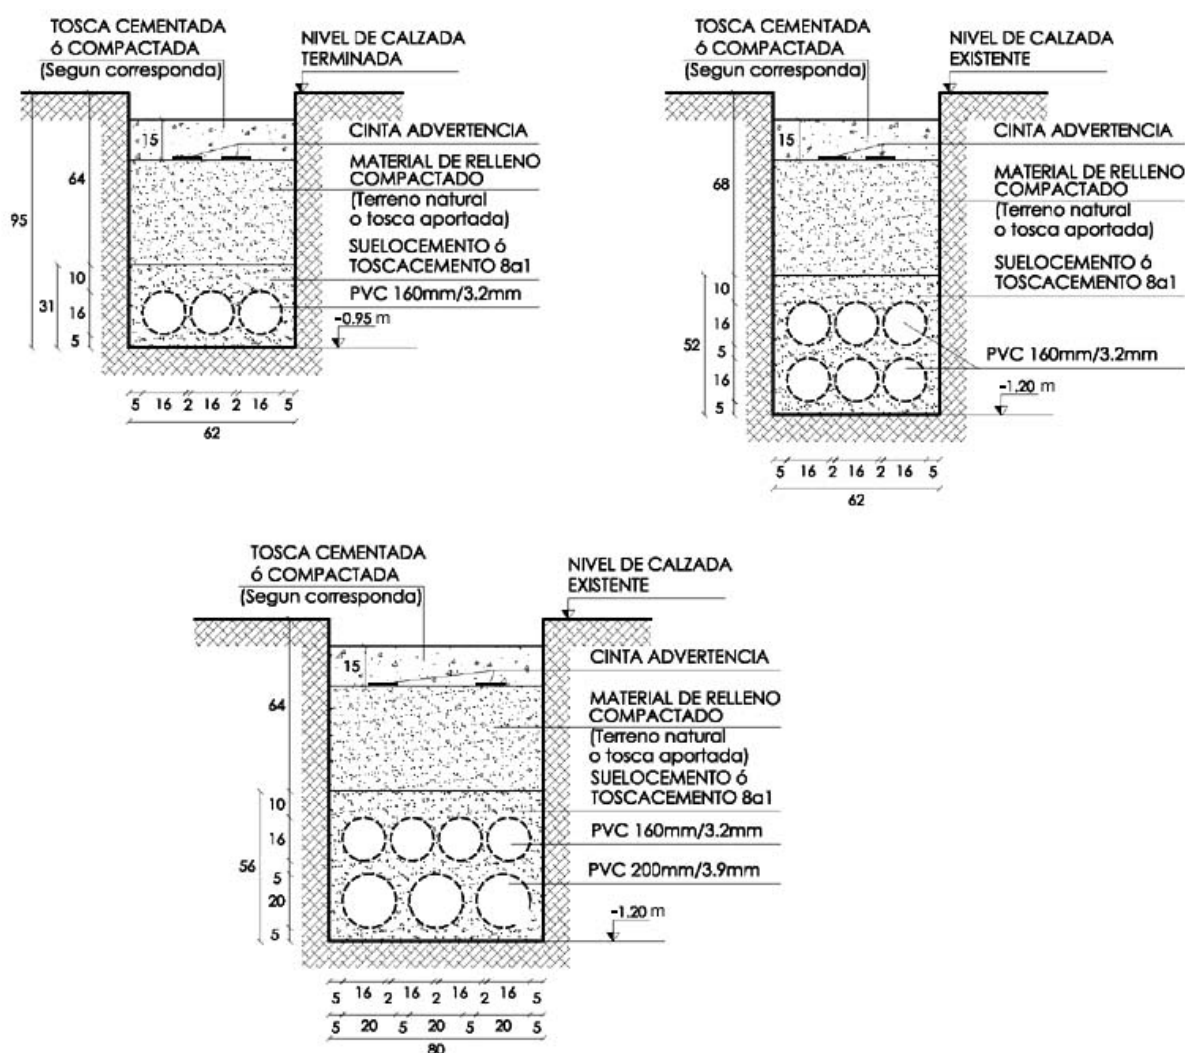 TOSCA CEMENTADA
ó COMPACTADA
(Segun corresponda)
NIVEL DE CALZADA
TERMINADA
15
CINTA ADVERTENCIA
MATERIAL DE RELLENO
COMPACTADO
(Terreno natural
o tosca aportada)
SUELOCEMENTO ó
TOSCACEMENTO 8a1
PVC 160mm/3.2mm
-0.95 m
95
64
31
10
16
5
5 16 2 16 2 16 5
62
TOSCA CEMENTADA
ó COMPACTADA
(Segun corresponda)
NIVEL DE CALZADA
EXISTENTE
15
CINTA ADVERTENCIA
MATERIAL DE RELLENO
COMPACTADO
(Terreno natural
o tosca aportada)
SUELOCEMENTO ó
TOSCACEMENTO 8a1
PVC 160mm/3.2mm
-1.20 m
68
52
10
16
5
16
5
5 16 2 16 2 16 5
62
TOSCA CEMENTADA
ó COMPACTADA
(Segun corresponda)
NIVEL DE CALZADA
EXISTENTE
15
CINTA ADVERTENCIA
MATERIAL DE RELLENO
COMPACTADO
(Terreno natural
o tosca aportada)
SUELOCEMENTO ó
TOSCACEMENTO 8a1
PVC 160mm/3.2mm
PVC 200mm/3.9mm
-1.20 m
64
56
10
16
5
20
5
5 16 2 16 2 16 2 16 5
5 20 5 20 5 20 5
80